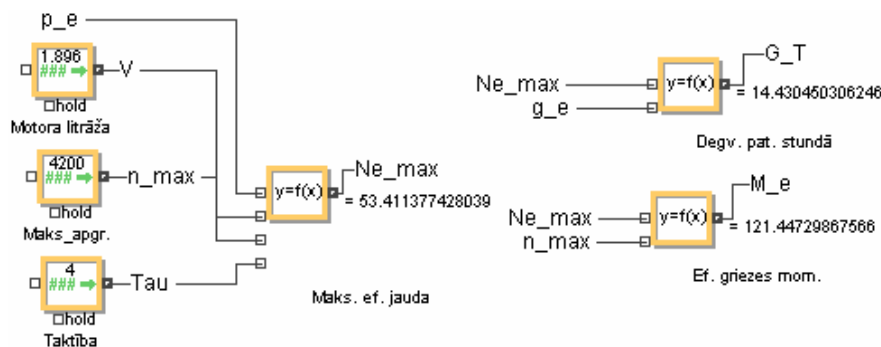 p_e
1.896
###
V
hold
Motora litrāža
4200
###
n_max
hold
Maks_apgr.
4
###
Tau
hold
Taktība
y=f(x)
Ne_max
= 53.411377428039
Maks. ef. jauda
Ne_max
g_e
y=f(x)
G_T
= 14.430450306246
Degv. pat. stundā
Ne_max
n_max
y=f(x)
M_e
= 121.44729867566
Ef. griezes mom.